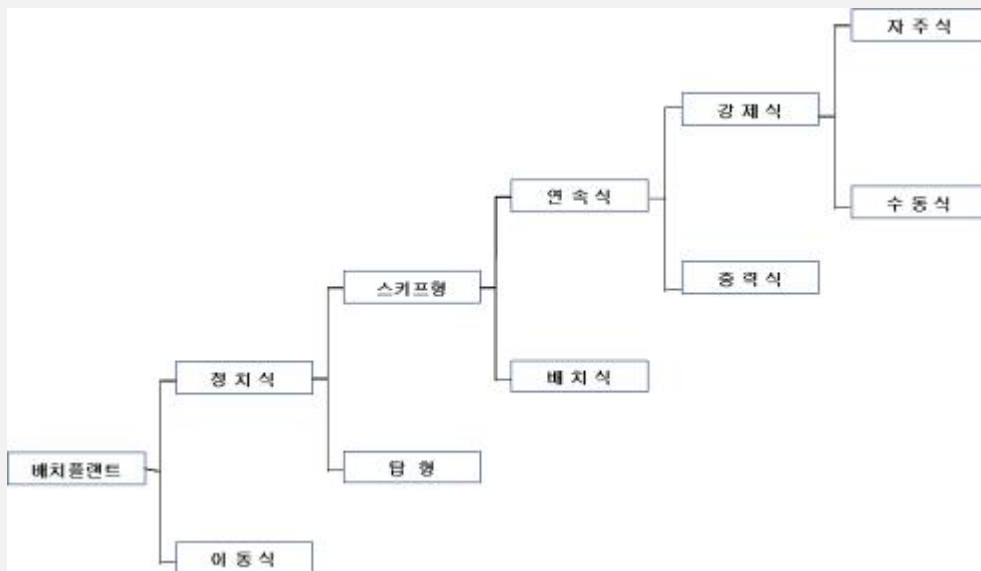 자 주 식
강 제 식
연 속 식
수 동 식
스키프형
중 력 식
정 치 식
배 치 식
배치플랜트
탑 형
이 동 식